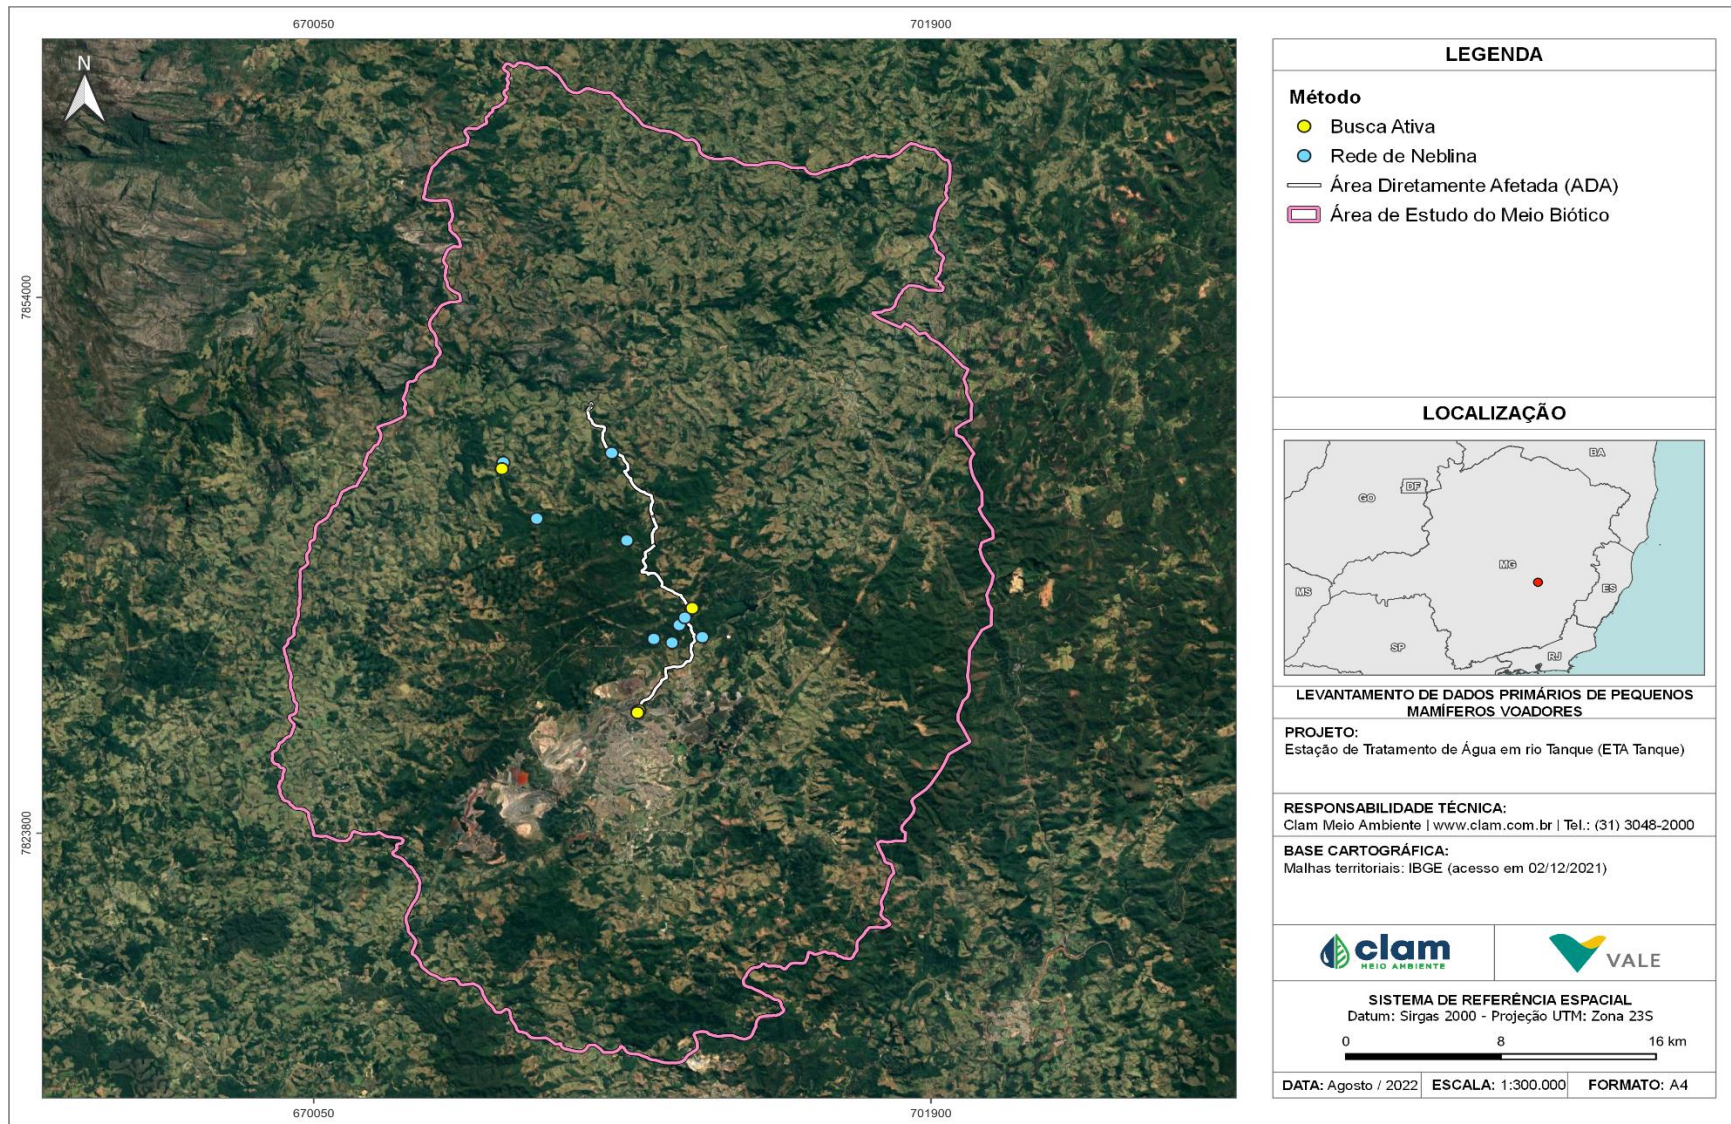 670050
701900
N
7854000
7823800
670050
701900
LEGENDA
Método
Busca Ativa
Rede de Neblina
Área Diretamente Afetada (ADA)
Área de Estudo do Meio Biótico
LOCALIZAÇÃO
BA
GO
DF
MG
ES
MS
SP
RJ
LEVANTAMENTO DE DADOS PRIMÁRIOS DE PEQUENOS
MAMÍFEROS VOADORES
PROJETO:
Estação de Tratamento de Água em rio Tanque (ETA Tanque)
RESPONSABILIDADE TÉCNICA:
Clam Meio Ambiente | www.clam.com.br | Tel.: (31) 3048-2000
BASE CARTOGRÁFICA:
Malhas territoriais: IBGE (acesso em 02/12/2021)
clam
MEIO AMBIENTE
VALE
SISTEMA DE REFERÊNCIA ESPACIAL
Datum: Sirgas 2000 - Projeção UTM: Zona 23S
0 8 16 km
DATA: Agosto / 2022 ESCALA: 1:300.000 FORMATO: A4